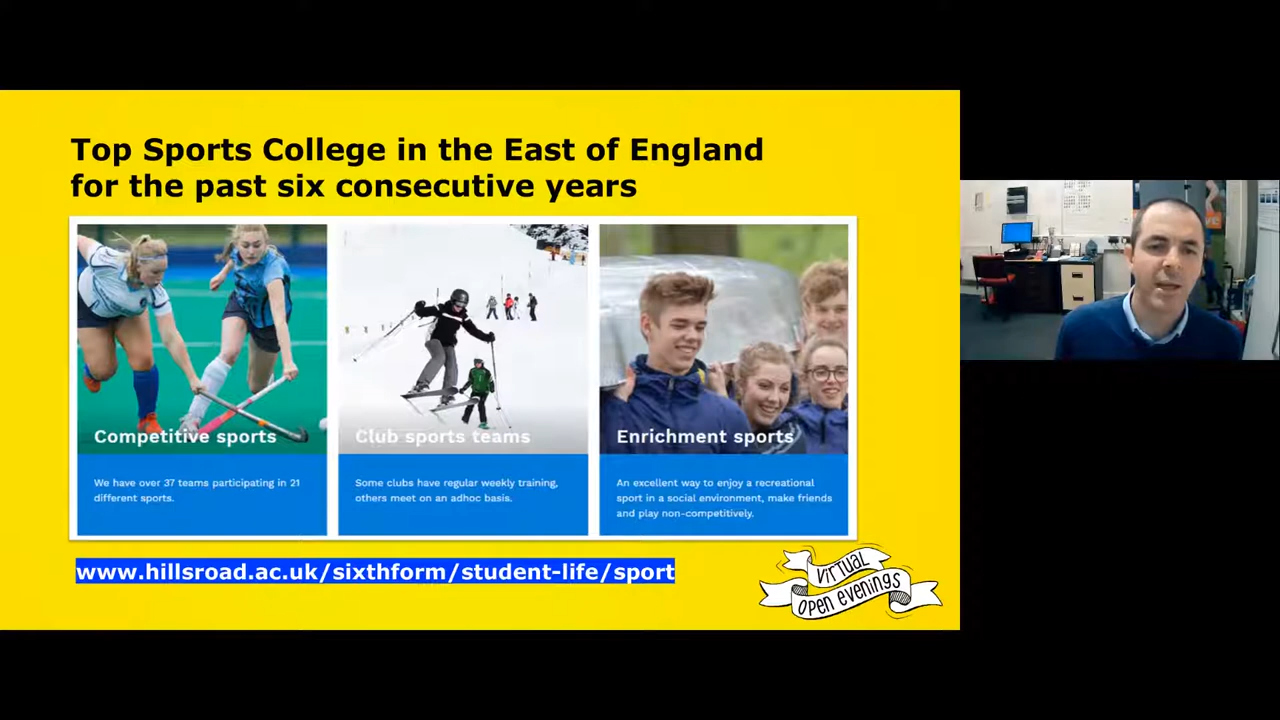 Top Sports College in the East of England
for the past six consecutive years
Competitive sports
We have over 37 teams participating in 21
different sports.
Club sports teams
Some clubs have regular weekly training,
others meet on an adhoc basis.
Enrichment sports
An excellent way to enjoy a recreational
sport in a social environment, make friends
and play non-competitively.
www.hillsroad.ac.uk/sixthform/student-life/sport
VIRTUAL
OPEN EVENINGS